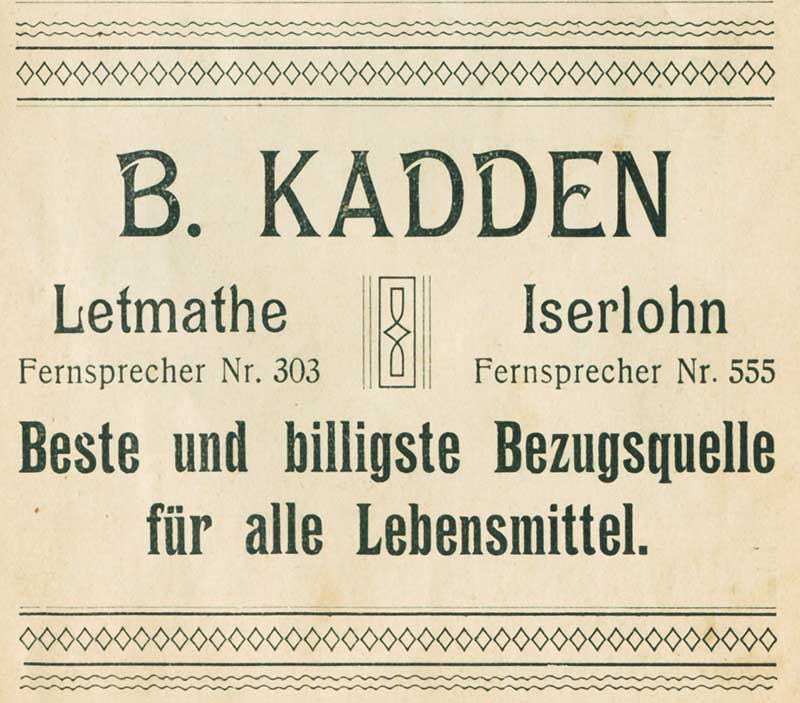 B. KADDEN
Letmathe
Fernsprecher Nr. 303
Iserlohn
Fernsprecher Nr. 555
Beste und billigste Bezugsquelle
für alle Lebensmittel.